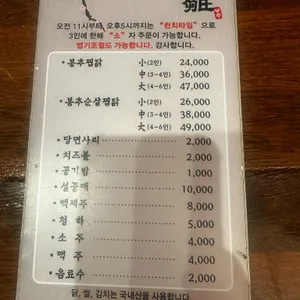 雛庄
오전 11시부터 오후5시까지는 "런치타임"으로
3인에 한해 "소"자 주문이 가능합니다.
맵기조절도 가능합니다. 감사합니다.
· 봉추찜닭 小(2인) 24,000
中(3~4인) 36,000
大(4~6인) 47,000
· 봉추순살찜닭 小(2인) 26,000
中(3~4인) 38,000
大(4~6인) 49,000
· 당면사리 2,000
· 치즈볼 2,000
· 공기밥 1,000
· 설중매 10,000
· 백세주 8,000
· 청하 5,000
· 소주 4,000
· 맥주 4,000
· 음료수 2,000
닭, 쌀, 김치는 국내산을 사용합니다